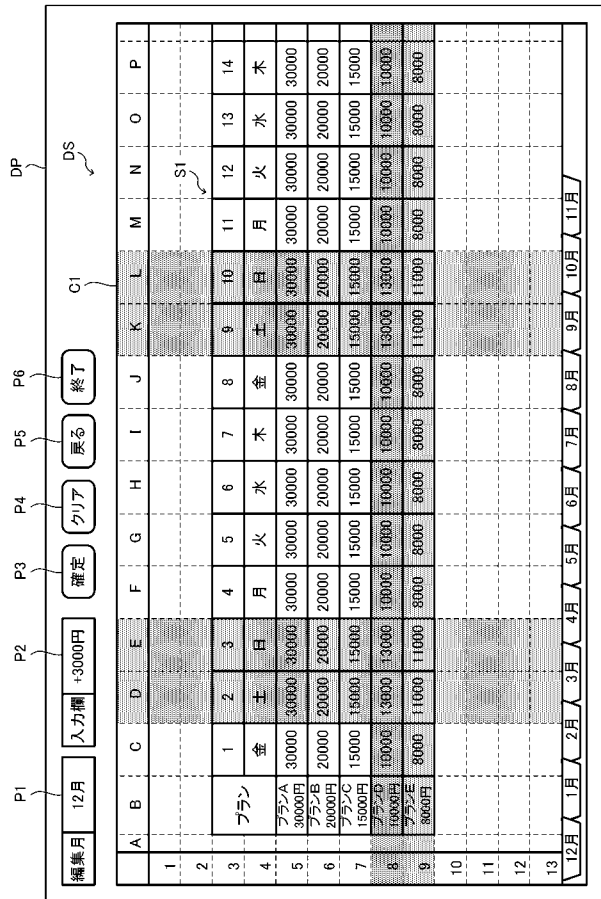 DP
DS
P1 P2 P3 P4 P5 P6 C1
編集月 12月 入力欄 +3000円 確定 クリア 戻る 終了
A B C D E F G H I J K L M N O P
1
2 S1
3 プラン 1 2 3 4 5 6 7 8 9 10 11 12 13 14
4 金 土 日 月 火 水 木 金 土 日 月 火 水 木
5 プランA 30000円 30000 30000 30000 30000 30000 30000 30000 30000 30000 30000 30000 30000 30000 30000
6 プランB 20000円 20000 20000 20000 20000 20000 20000 20000 20000 20000 20000 20000 20000 20000 20000
7 プランC 15000円 15000 15000 15000 15000 15000 15000 15000 15000 15000 15000 15000 15000 15000 15000
8 プランD 10000円 10000 13000 13000 10000 10000 10000 10000 10000 13000 13000 10000 10000 10000 10000
9 プランE 8000円 8000 11000 11000 8000 8000 8000 8000 8000 11000 11000 8000 8000 8000 8000
10
11
12
13
12月 1月 2月 3月 4月 5月 6月 7月 8月 9月 10月 11月